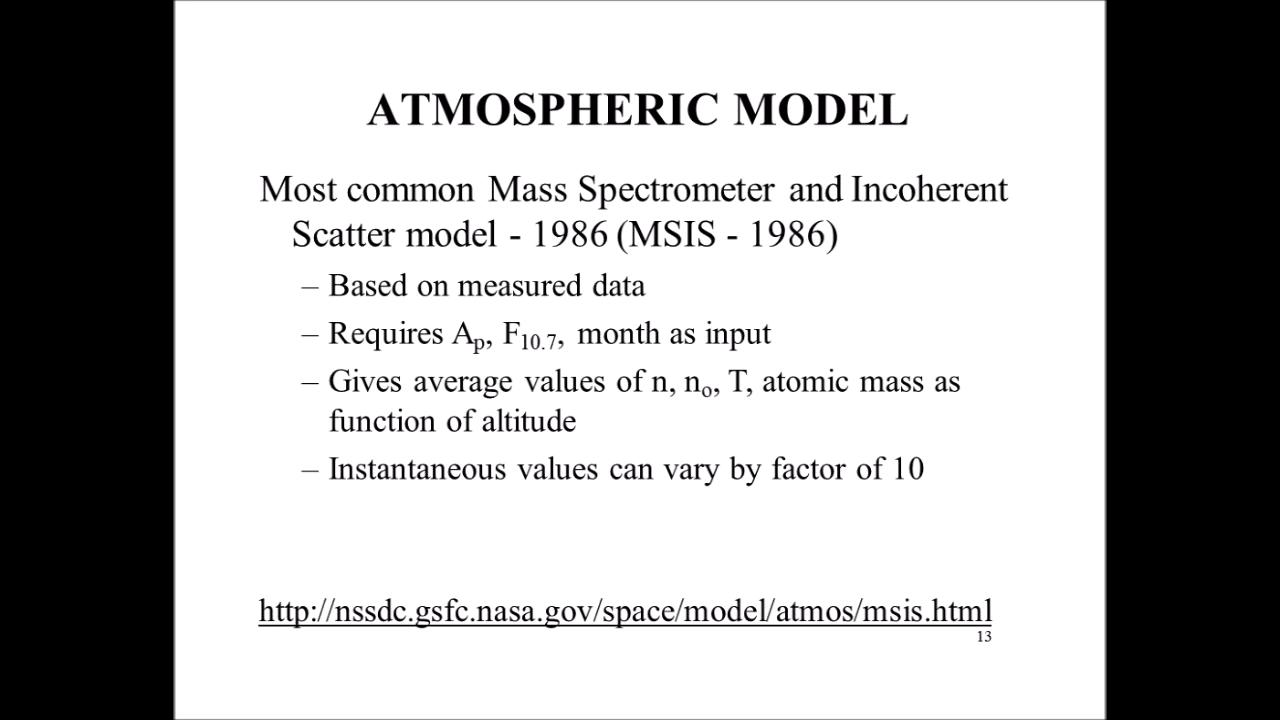 ATMOSPHERIC MODEL
Most common Mass Spectrometer and Incoherent
Scatter model - 1986 (MSIS - 1986)
– Based on measured data
– Requires Aₚ, F₁₀.₇, month as input
– Gives average values of n, nₒ, T, atomic mass as
function of altitude
– Instantaneous values can vary by factor of 10
http://nssdc.gsfc.nasa.gov/space/model/atmos/msis.html
13